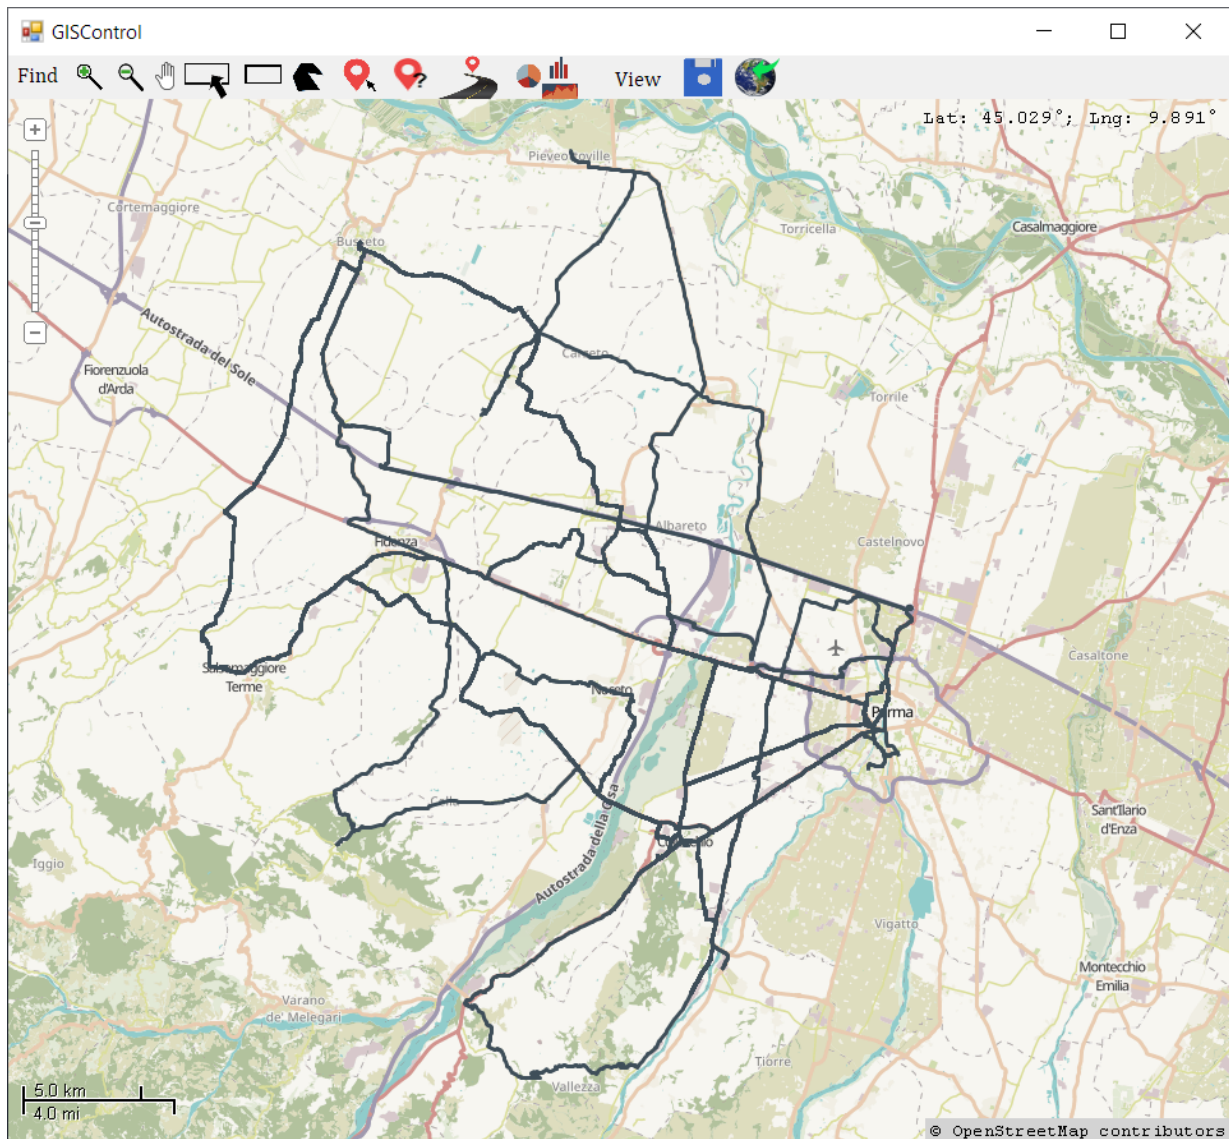 GISControl
Find
?
View
Lat: 45.029°; Lng: 9.891°
+
Pieveottoville
Cortemaggiore
Torricella
Casalmaggiore
Busseto
Autostrada del Sole
−
Fiorenzuola
d'Arda
Torrile
Albareto
Fidenza
Castelnovo
Casaltone
Salsomaggiore
Terme
Noceto
Parma
Cella
Sant'Ilario
d'Enza
Autostrada della Cisa
Iggio
Vigatto
Montecchio
Emilia
Varano
de' Melegari
Tiorre
Vallezza
5.0 km
4.0 mi
© OpenStreetMap contributors